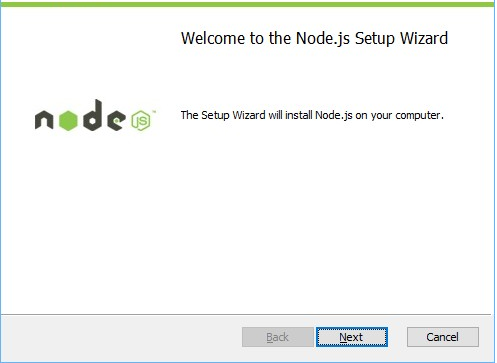 Welcome to the Node.js Setup Wizard
node JS™
The Setup Wizard will install Node.js on your computer.
Back Next Cancel